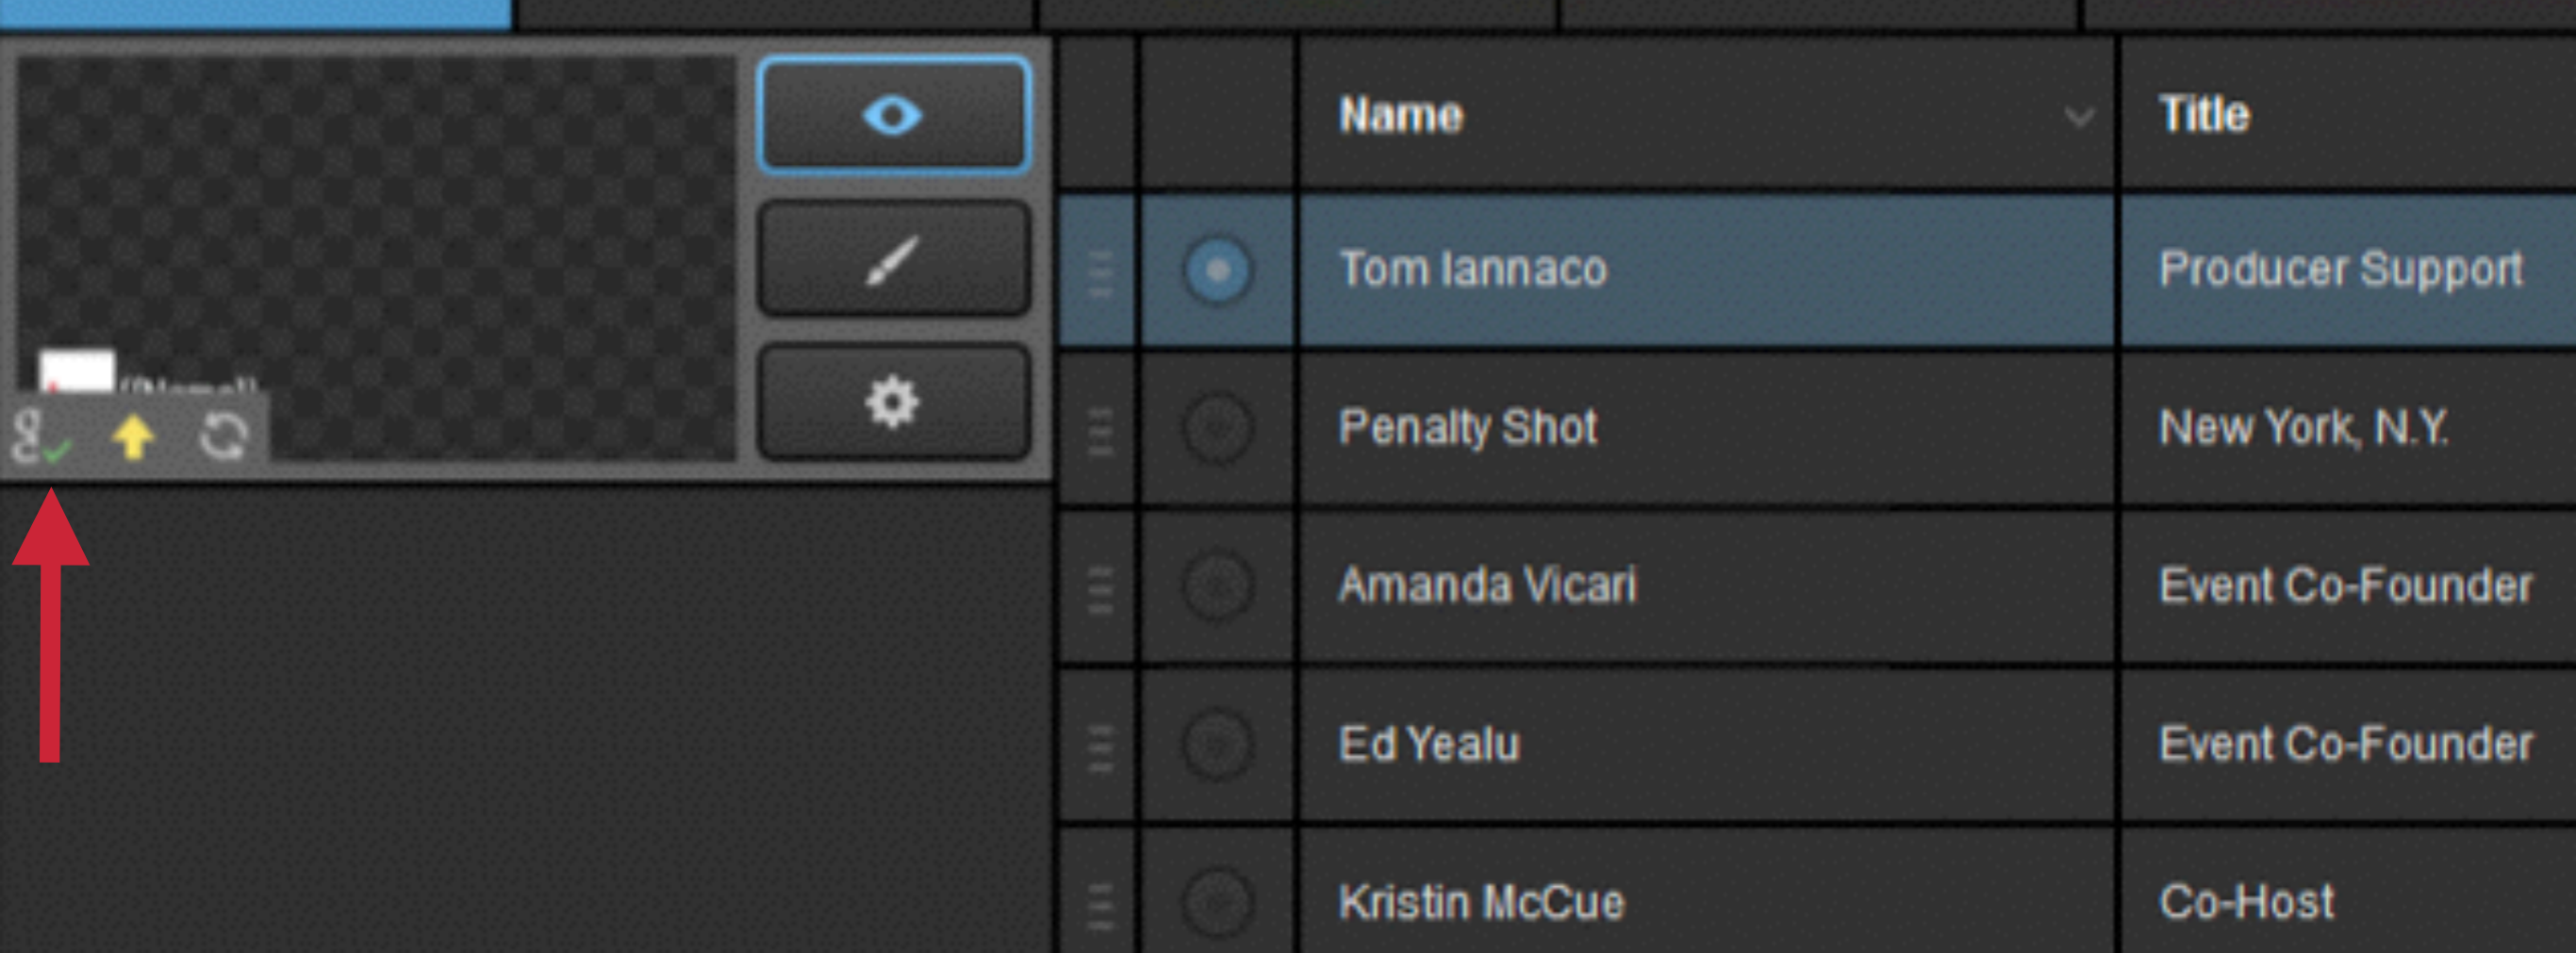 Name Title
Tom Iannaco Producer Support
Penalty Shot New York, N.Y.
Amanda Vicari Event Co-Founder
Ed Yealu Event Co-Founder
Kristin McCue Co-Host
g